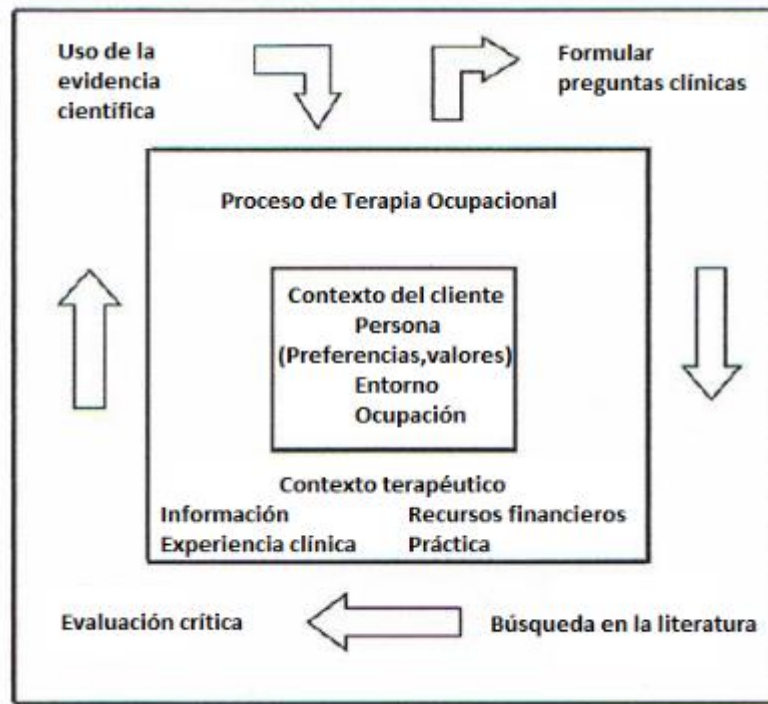 Uso de la
evidencia
científica
Formular
preguntas clínicas
Proceso de Terapia Ocupacional
Contexto del cliente
Persona
(Preferencias,valores)
Entorno
Ocupación
Contexto terapéutico
Información
Recursos financieros
Experiencia clínica
Práctica
Evaluación crítica
Búsqueda en la literatura